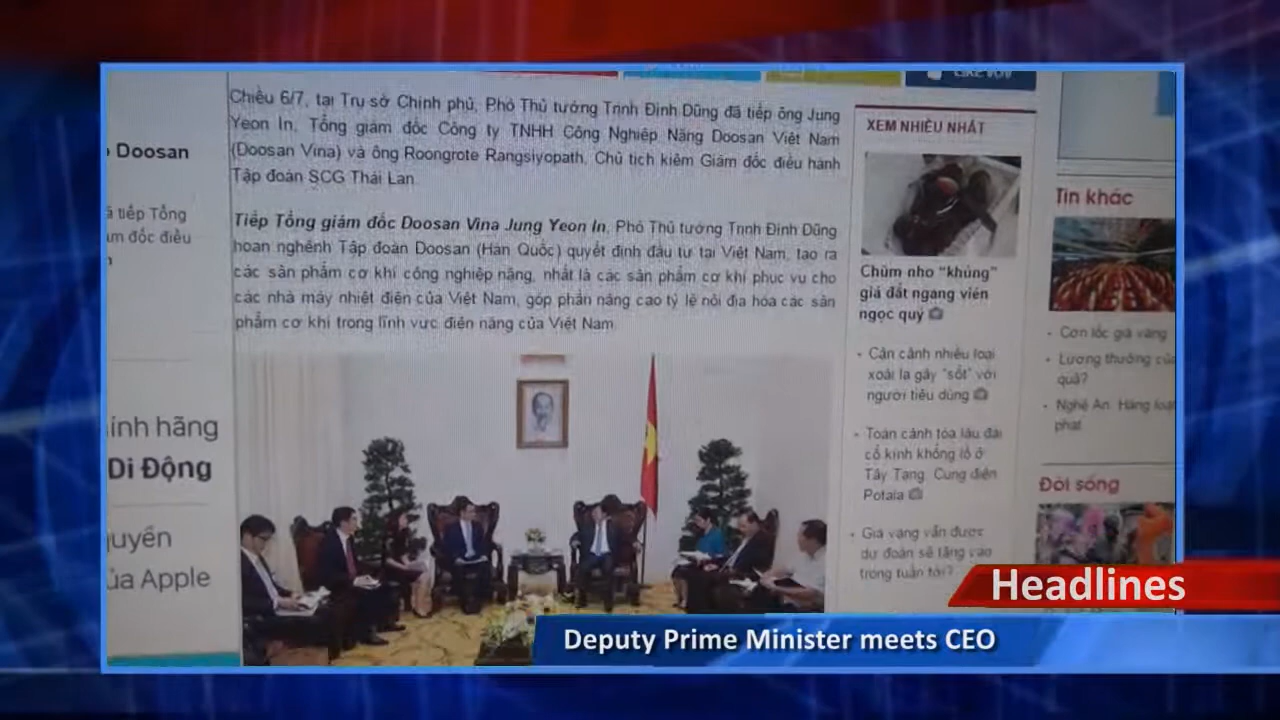 LIKE VOV
Chiều 6/7, tại Trụ sở Chính phủ, Phó Thủ tướng Trịnh Đình Dũng đã tiếp ông Jung
Yeon In, Tổng giám đốc Công ty TNHH Công Nghiệp Nặng Doosan Việt Nam
(Doosan Vina) và ông Roongrote Rangsiyopath, Chủ tịch kiêm Giám đốc điều hành
Tập đoàn SCG Thái Lan.
Tiếp Tổng giám đốc Doosan Vina Jung Yeon In, Phó Thủ tướng Trịnh Đình Dũng
hoan nghênh Tập đoàn Doosan (Hàn Quốc) quyết định đầu tư tại Việt Nam, tạo ra
các sản phẩm cơ khí công nghiệp nặng, nhất là các sản phẩm cơ khí phục vụ cho
các nhà máy nhiệt điện của Việt Nam, góp phần nâng cao tỷ lệ nội địa hóa các sản
phẩm cơ khí trong lĩnh vực điện năng của Việt Nam.
Doosan
tiếp Tổng
điều
hính hãng
Di Động
quyền
của Apple
XEM NHIỀU NHẤT
Chùm nho "khủng"
giá đắt ngang viên
ngọc quý
- Cận cảnh nhiều loại
xoài lạ gây "sốt" với
người tiêu dùng
- Toàn cảnh tòa lâu đài
cổ kính khổng lồ ở
Tây Tạng: Cung điện
Potala
- Giá vàng vẫn được
dự đoán sẽ tăng vào
trong tuần tới?
Tin khác
- Cơn lốc giá vàng
- Lương thưởng của
quả?
- Nghệ An: Hàng loạt
phạt
Đời sống
Headlines
Deputy Prime Minister meets CEO